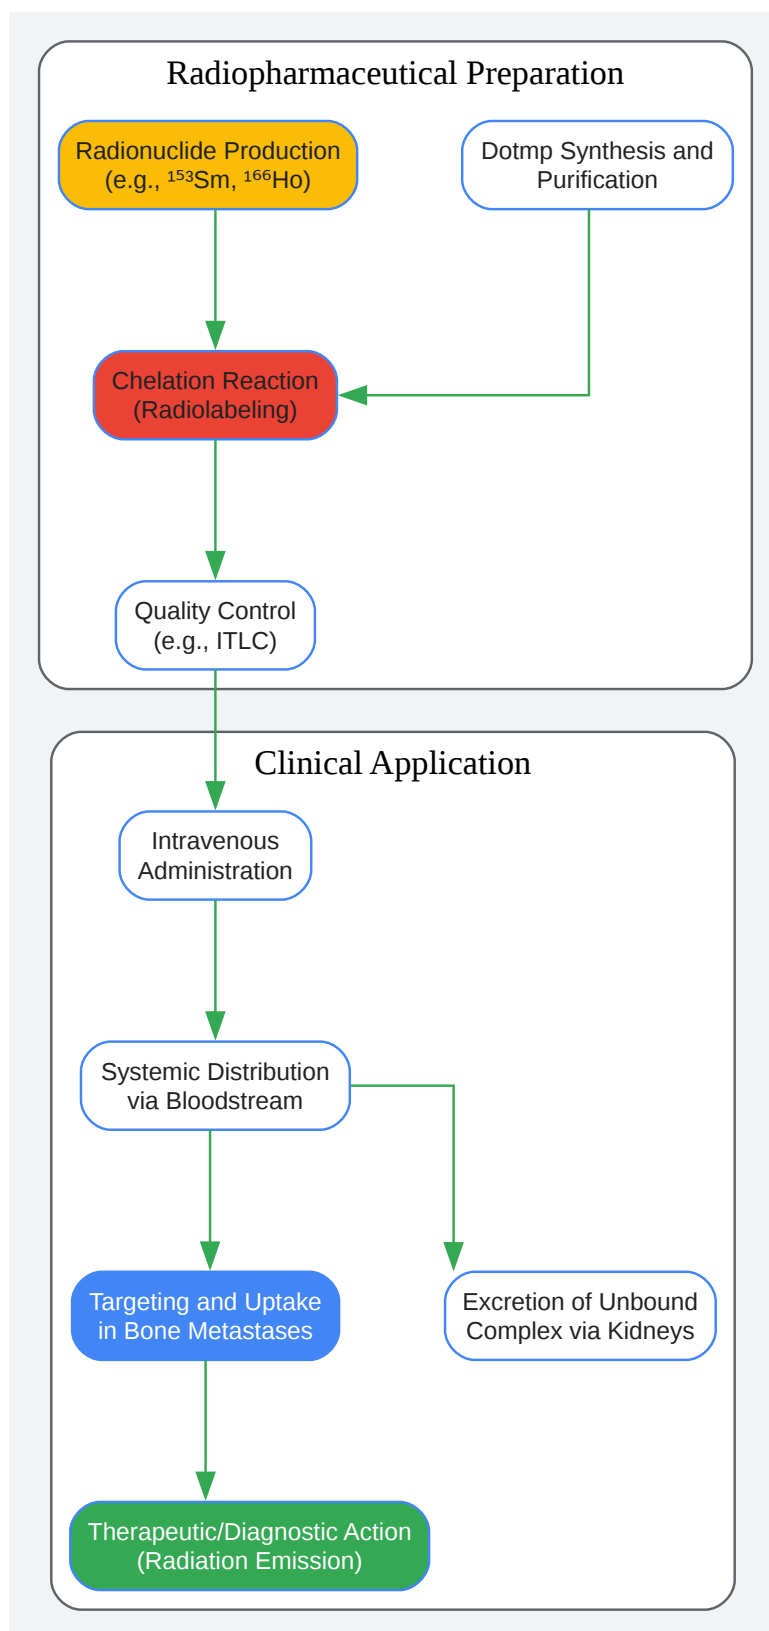 Radiopharmaceutical Preparation
Radionuclide Production
(e.g., ¹⁵³Sm, ¹⁶⁶Ho)
Dotmp Synthesis and
Purification
Chelation Reaction
(Radiolabeling)
Quality Control
(e.g., ITLC)
Clinical Application
Intravenous
Administration
Systemic Distribution
via Bloodstream
Targeting and Uptake
in Bone Metastases
Excretion of Unbound
Complex via Kidneys
Therapeutic/Diagnostic Action
(Radiation Emission)